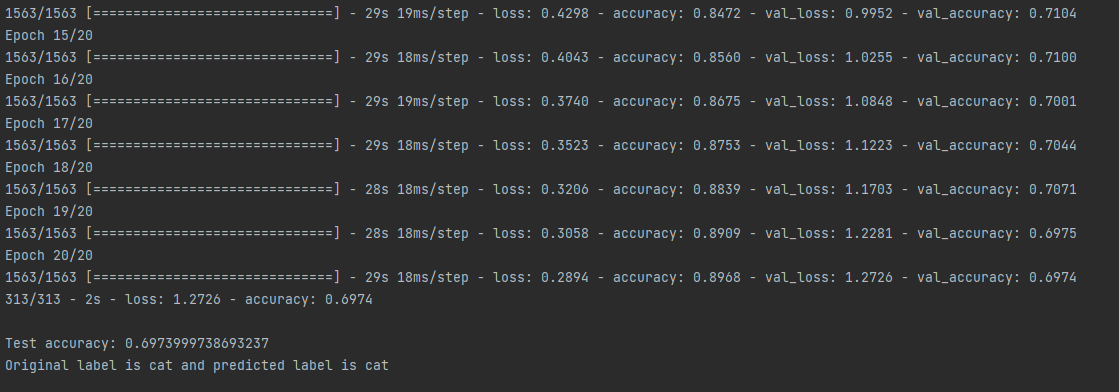 1563/1563 [==============================] - 29s 19ms/step - loss: 0.4298 - accuracy: 0.8472 - val_loss: 0.9952 - val_accuracy: 0.7104
Epoch 15/20
1563/1563 [==============================] - 29s 18ms/step - loss: 0.4043 - accuracy: 0.8560 - val_loss: 1.0255 - val_accuracy: 0.7100
Epoch 16/20
1563/1563 [==============================] - 29s 19ms/step - loss: 0.3740 - accuracy: 0.8675 - val_loss: 1.0848 - val_accuracy: 0.7001
Epoch 17/20
1563/1563 [==============================] - 29s 18ms/step - loss: 0.3523 - accuracy: 0.8753 - val_loss: 1.1223 - val_accuracy: 0.7044
Epoch 18/20
1563/1563 [==============================] - 28s 18ms/step - loss: 0.3206 - accuracy: 0.8839 - val_loss: 1.1703 - val_accuracy: 0.7071
Epoch 19/20
1563/1563 [==============================] - 28s 18ms/step - loss: 0.3058 - accuracy: 0.8909 - val_loss: 1.2281 - val_accuracy: 0.6975
Epoch 20/20
1563/1563 [==============================] - 29s 18ms/step - loss: 0.2894 - accuracy: 0.8968 - val_loss: 1.2726 - val_accuracy: 0.6974
313/313 - 2s - loss: 1.2726 - accuracy: 0.6974
Test accuracy: 0.6973999738693237
Original label is cat and predicted label is cat